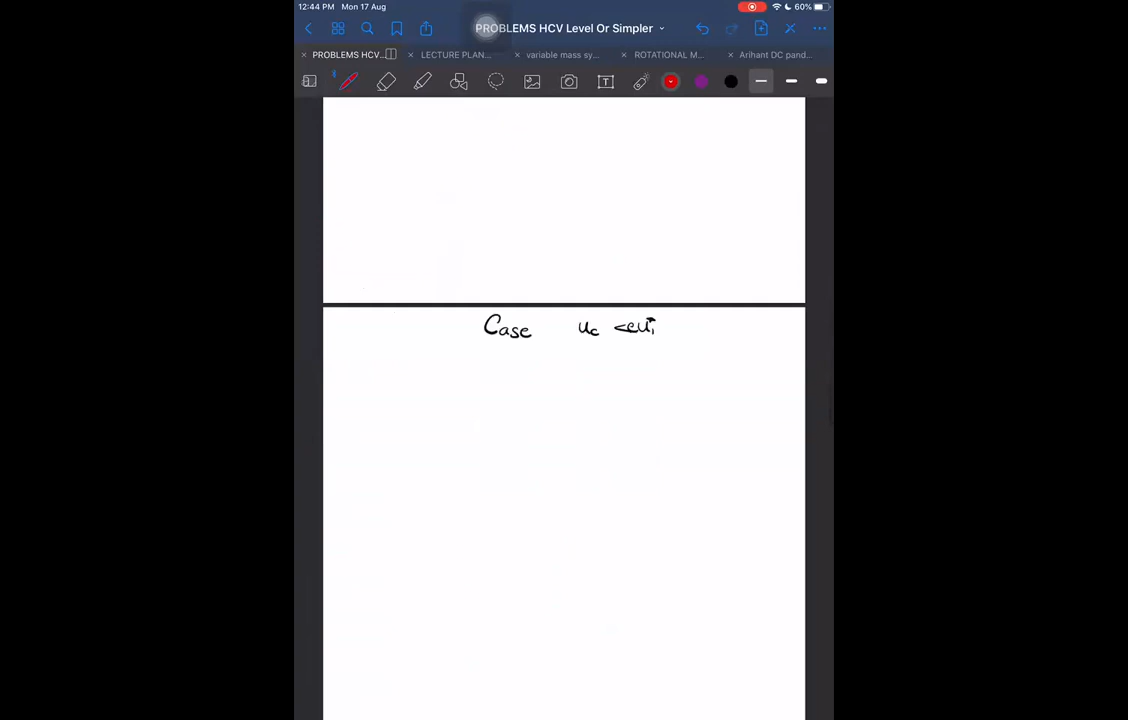 12:44 PM Mon 17 Aug
60%
PROBLEMS HCV Level Or Simpler
PROBLEMS HCV...
LECTURE PLAN...
variable mass sy...
ROTATIONAL M...
Arihant DC pand...
Case u_c <